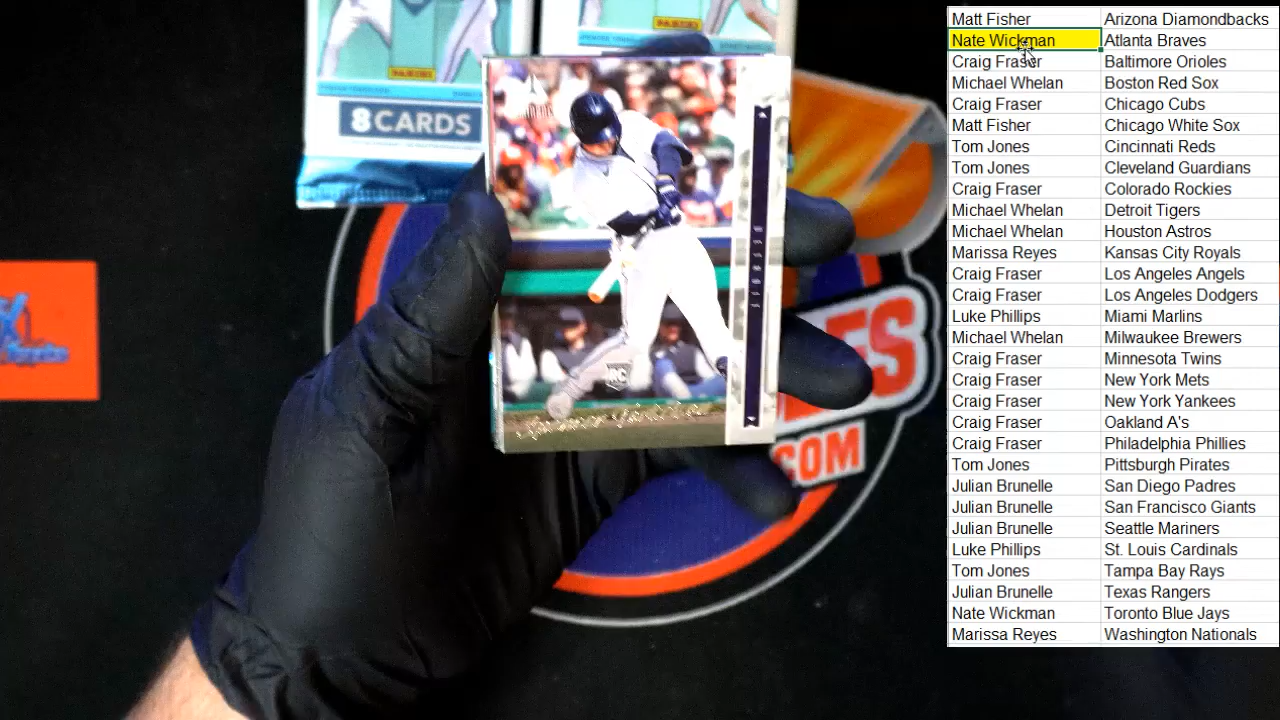 8 CARDS
PANINI
PANINI
RC
ES
.COM
Matt Fisher Arizona Diamondbacks
Nate Wickman Atlanta Braves
Craig Fraser Baltimore Orioles
Michael Whelan Boston Red Sox
Craig Fraser Chicago Cubs
Matt Fisher Chicago White Sox
Tom Jones Cincinnati Reds
Tom Jones Cleveland Guardians
Craig Fraser Colorado Rockies
Michael Whelan Detroit Tigers
Michael Whelan Houston Astros
Marissa Reyes Kansas City Royals
Craig Fraser Los Angeles Angels
Craig Fraser Los Angeles Dodgers
Luke Phillips Miami Marlins
Michael Whelan Milwaukee Brewers
Craig Fraser Minnesota Twins
Craig Fraser New York Mets
Craig Fraser New York Yankees
Craig Fraser Oakland A's
Craig Fraser Philadelphia Phillies
Tom Jones Pittsburgh Pirates
Julian Brunelle San Diego Padres
Julian Brunelle San Francisco Giants
Julian Brunelle Seattle Mariners
Luke Phillips St. Louis Cardinals
Tom Jones Tampa Bay Rays
Julian Brunelle Texas Rangers
Nate Wickman Toronto Blue Jays
Marissa Reyes Washington Nationals